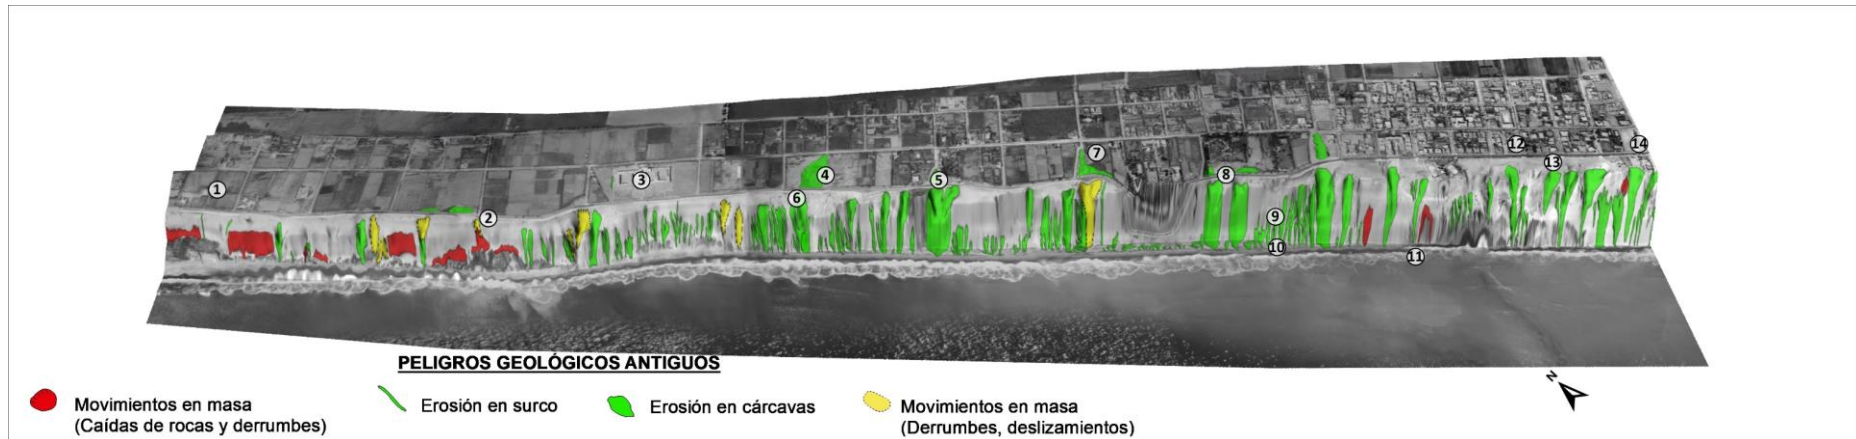 12
14
7
13
3
4
5
8
1
6
2
9
10
11
PELIGROS GEOLÓGICOS ANTIGUOS
N
Movimientos en masa
(Caídas de rocas y derrumbes)
Erosión en surco
Erosión en cárcavas
Movimientos en masa
(Derrumbes, deslizamientos)